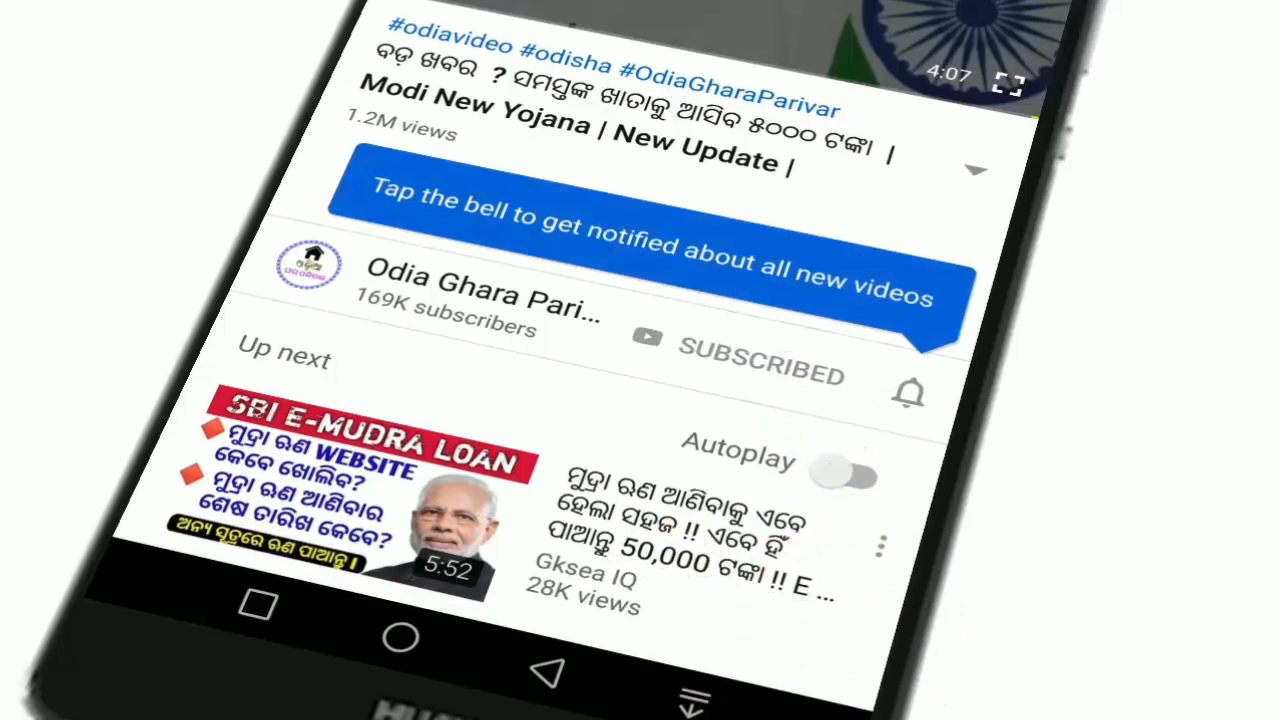 4:07
#odiavideo #odisha #OdiaGharaParivar
ବଡ଼ ଖବର ? ସମସ୍ତଙ୍କ ଖାତାକୁ ଆସିବ ୫୦୦୦ ଟଙ୍କା |
Modi New Yojana | New Update |
1.2M views
Tap the bell to get notified about all new videos
Odia Ghara Pari...
169K subscribers
SUBSCRIBED
Up next
Autoplay
SBI E-MUDRA LOAN
ମୁଦ୍ରା ଋଣ WEBSITE
କେବେ ଖୋଲିବ?
ମୁଦ୍ରା ଋଣ ଆଣିବାର
ଶେଷ ତାରିଖ କେବେ?
ଅନ୍ୟ ସୁତ୍ରରେ ଋଣ ପାଆନ୍ତୁ ।
5:52
ମୁଦ୍ରା ଋଣ ଆଣିବାକୁ ଏବେ
ହେଲା ସହଜ !! ଏବେ ହିଁ
ପାଆନ୍ତୁ 50,000 ଟଙ୍କା !! E ...
Gksea IQ
28K views